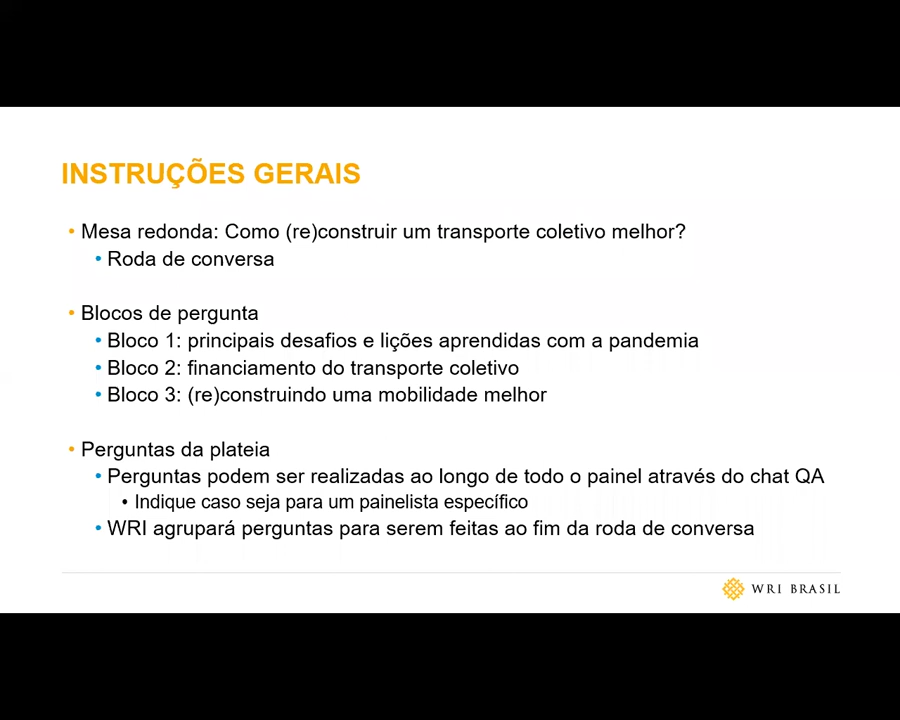 INSTRUÇÕES GERAIS
• Mesa redonda: Como (re)construir um transporte coletivo melhor?
• Roda de conversa
• Blocos de pergunta
• Bloco 1: principais desafios e lições aprendidas com a pandemia
• Bloco 2: financiamento do transporte coletivo
• Bloco 3: (re)construindo uma mobilidade melhor
• Perguntas da plateia
• Perguntas podem ser realizadas ao longo de todo o painel através do chat QA
• Indique caso seja para um painelista específico
• WRI agrupará perguntas para serem feitas ao fim da roda de conversa
WRI BRASIL